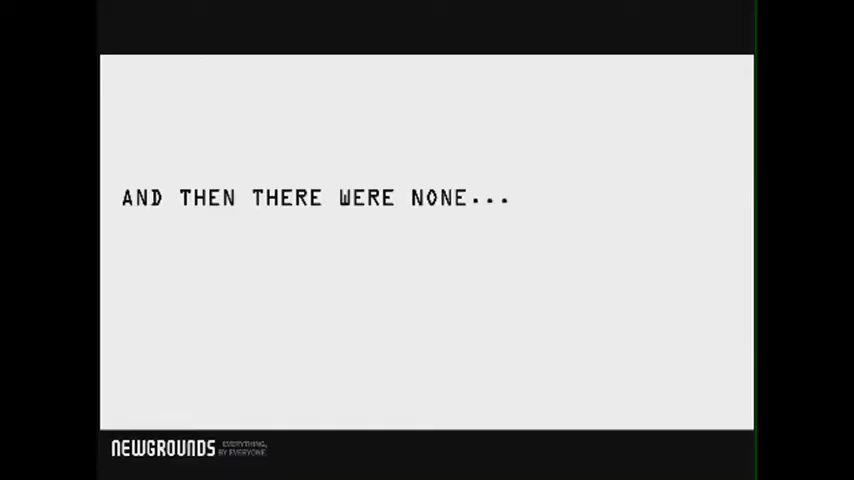 AND THEN THERE WERE NONE...
NEWGROUNDS
EVERYTHING,
BY EVERYONE.